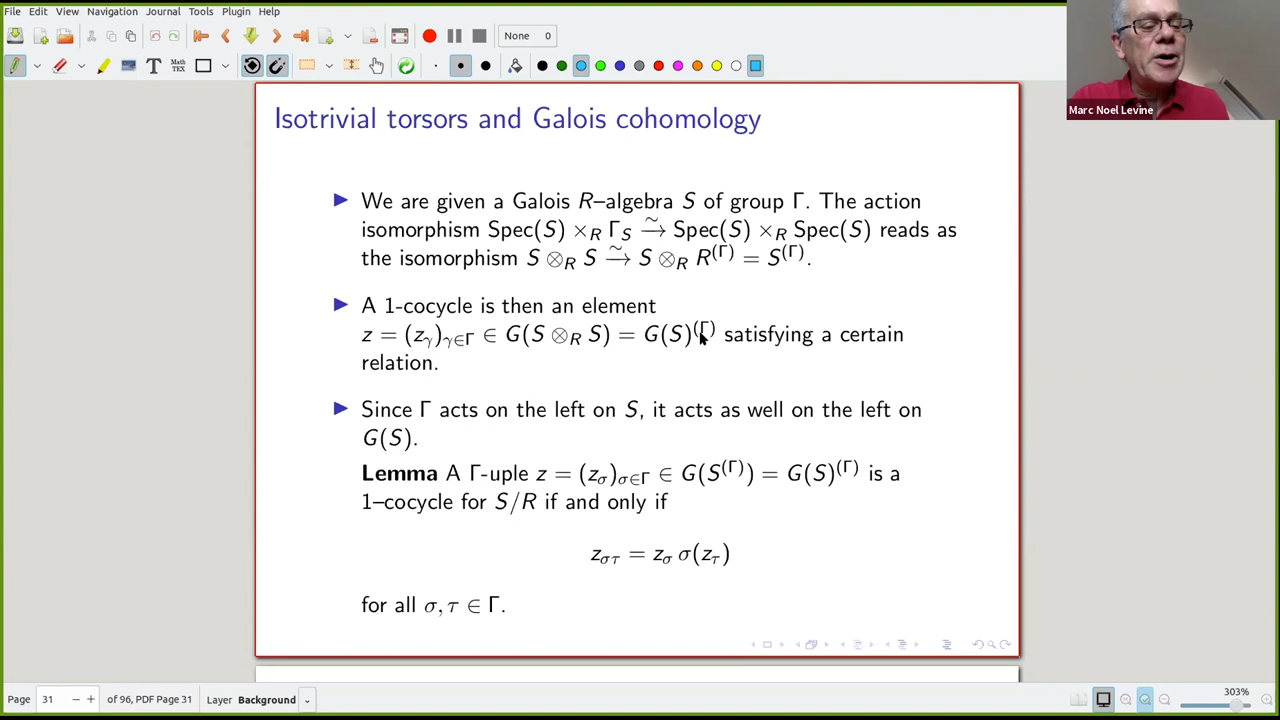 File Edit View Navigation Journal Tools Plugin Help
None 0
T Math TEX
Marc Noel Levine
Isotrivial torsors and Galois cohomology
We are given a Galois R–algebra S of group Γ. The action
isomorphism Spec(S) ×_R Γ_S ⥲ Spec(S) ×_R Spec(S) reads as
the isomorphism S ⊗_R S ⥲ S ⊗_R R^(Γ) = S^(Γ).
A 1-cocycle is then an element
z = (z_γ)_{γ∈Γ} ∈ G(S ⊗_R S) = G(S)^(Γ) satisfying a certain
relation.
Since Γ acts on the left on S, it acts as well on the left on
G(S).
Lemma A Γ-uple z = (z_σ)_{σ∈Γ} ∈ G(S^(Γ)) = G(S)^(Γ) is a
1–cocycle for S/R if and only if
z_{στ} = z_σ σ(z_τ)
for all σ, τ ∈ Γ.
Page 31 − + of 96, PDF Page 31 Layer Background 303%